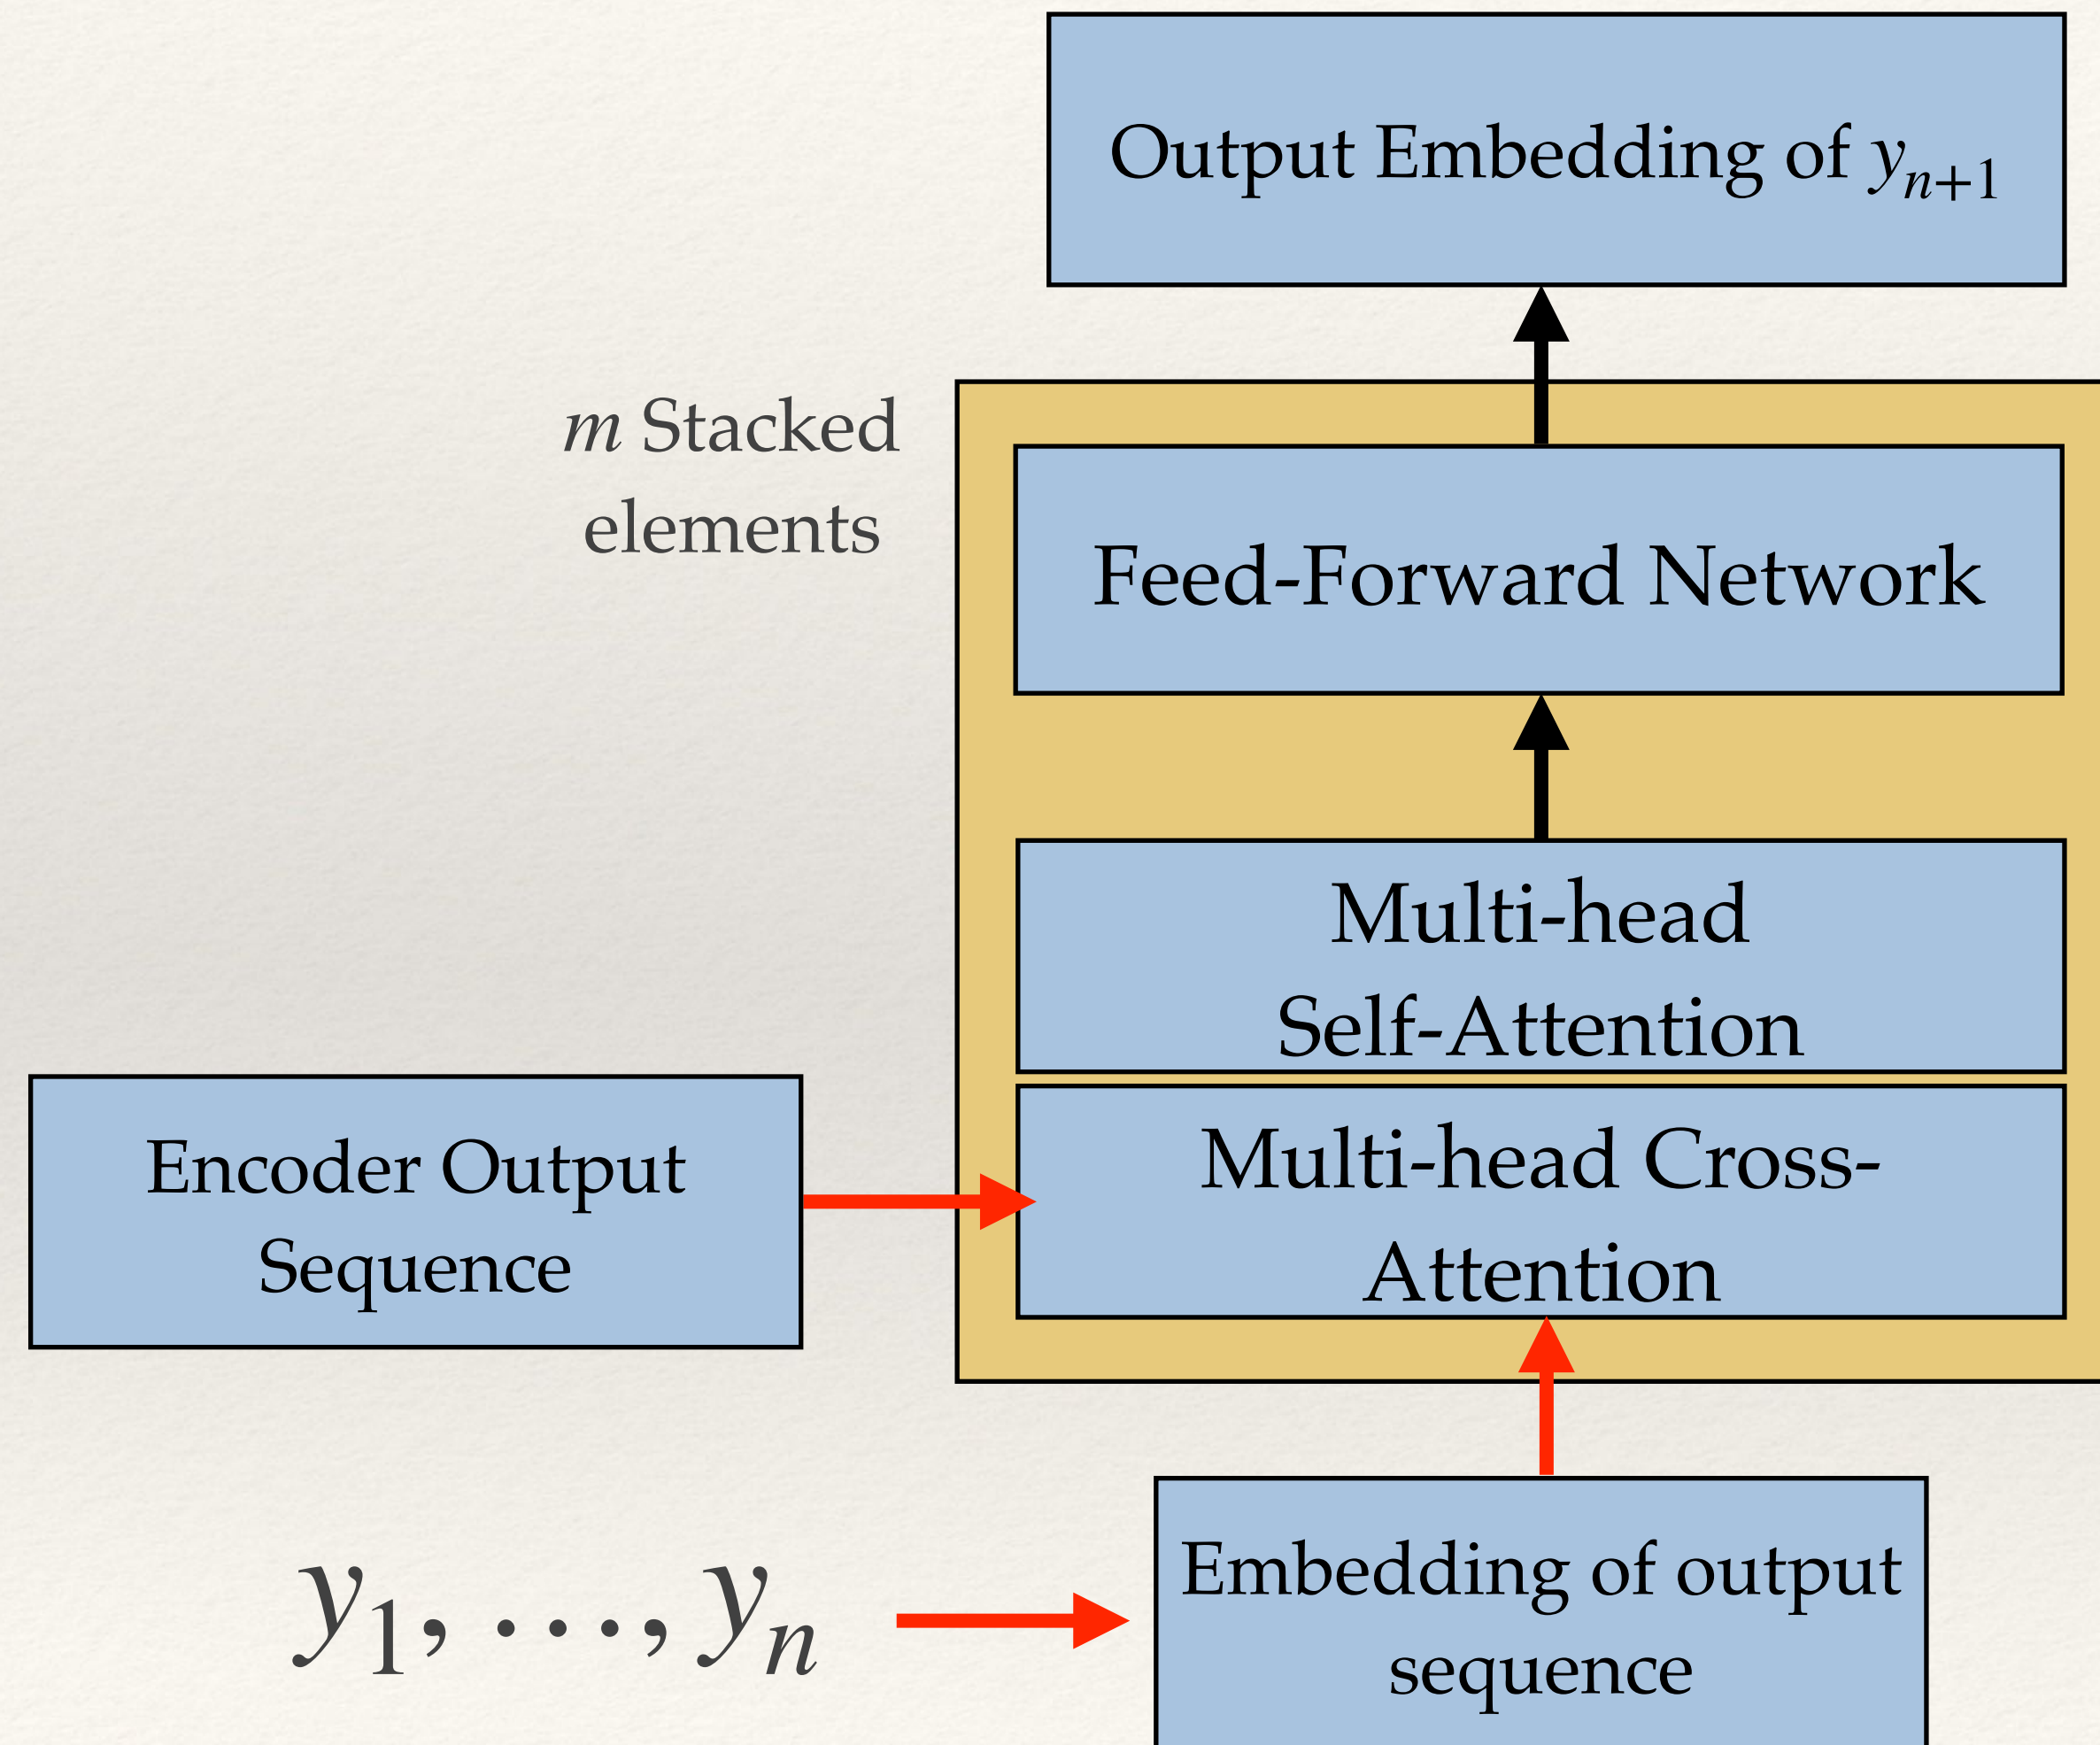 Output Embedding of yₙ₊₁
m Stacked
elements
Feed-Forward Network
Multi-head
Self-Attention
Encoder Output
Sequence
Multi-head Cross-
Attention
y₁, …, yₙ
Embedding of output
sequence